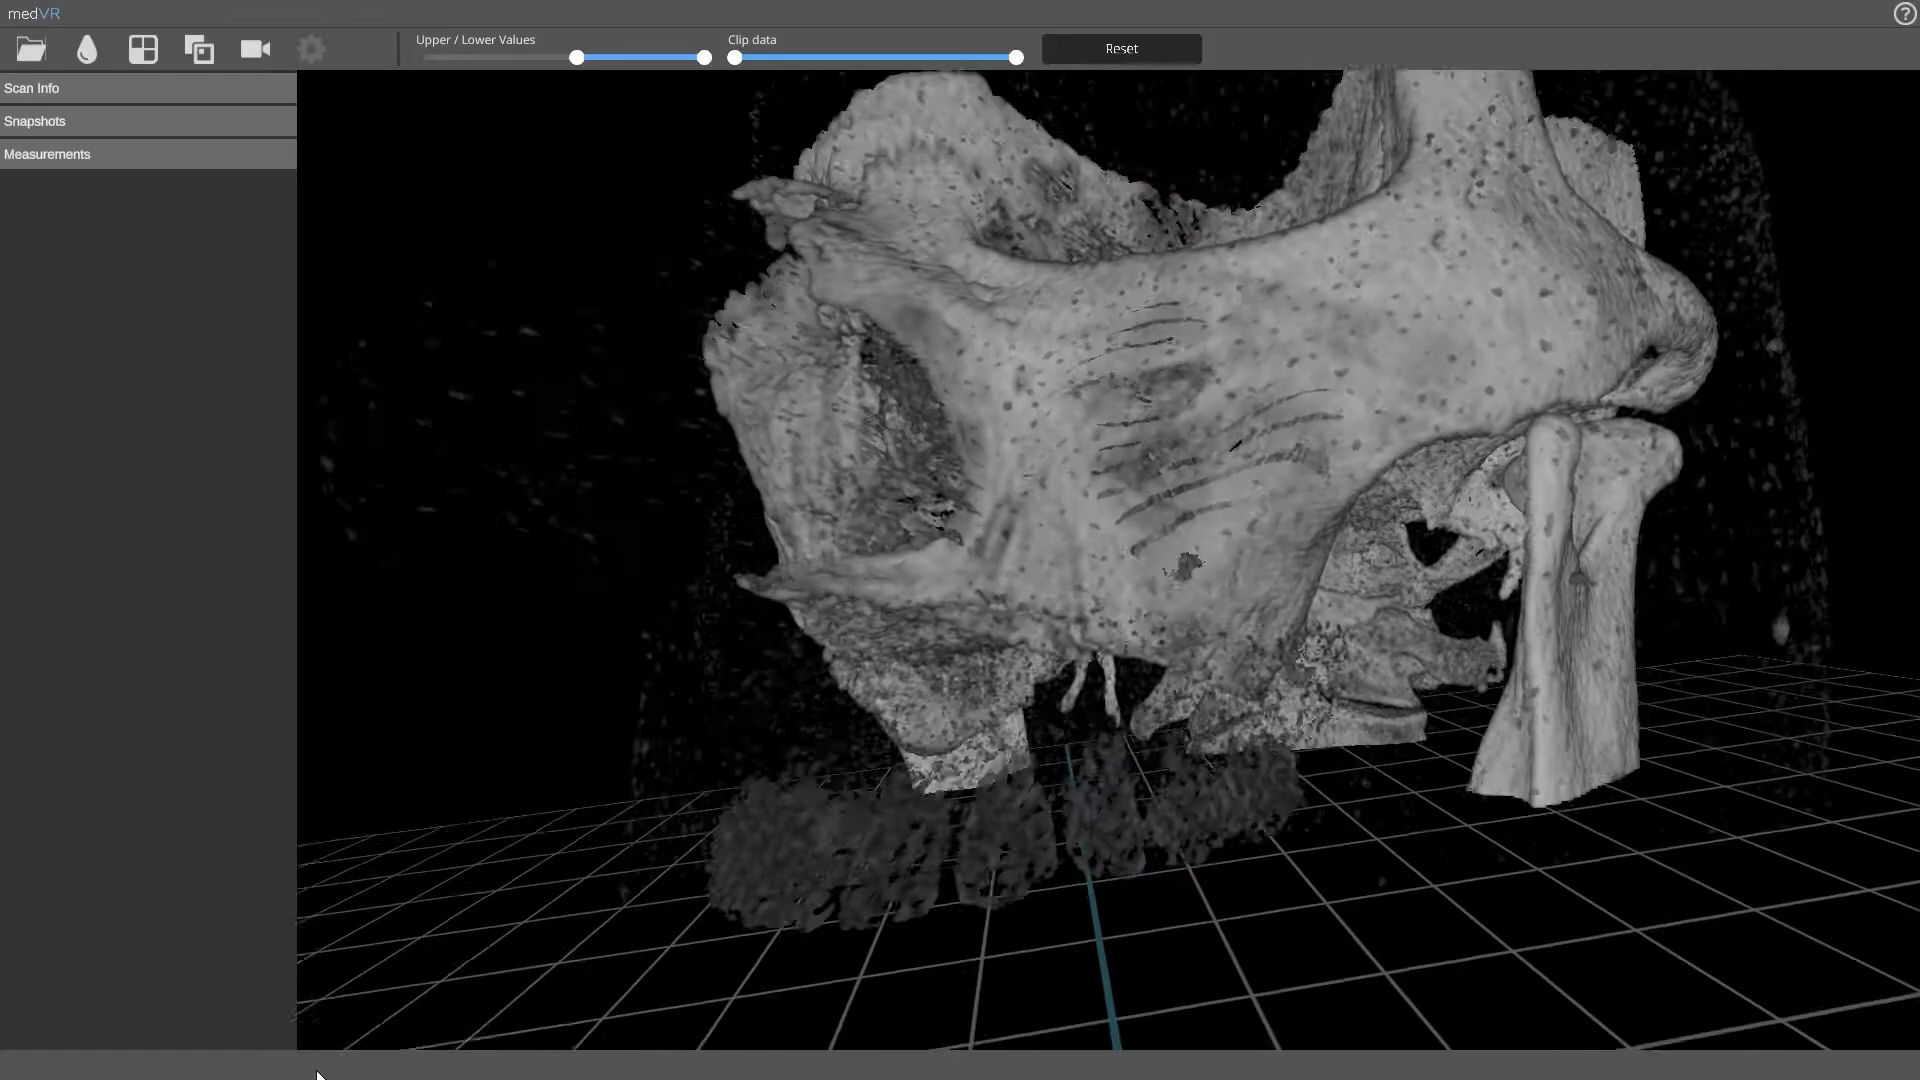 medVR
Upper / Lower Values
Clip data
Reset
Scan Info
Snapshots
Measurements